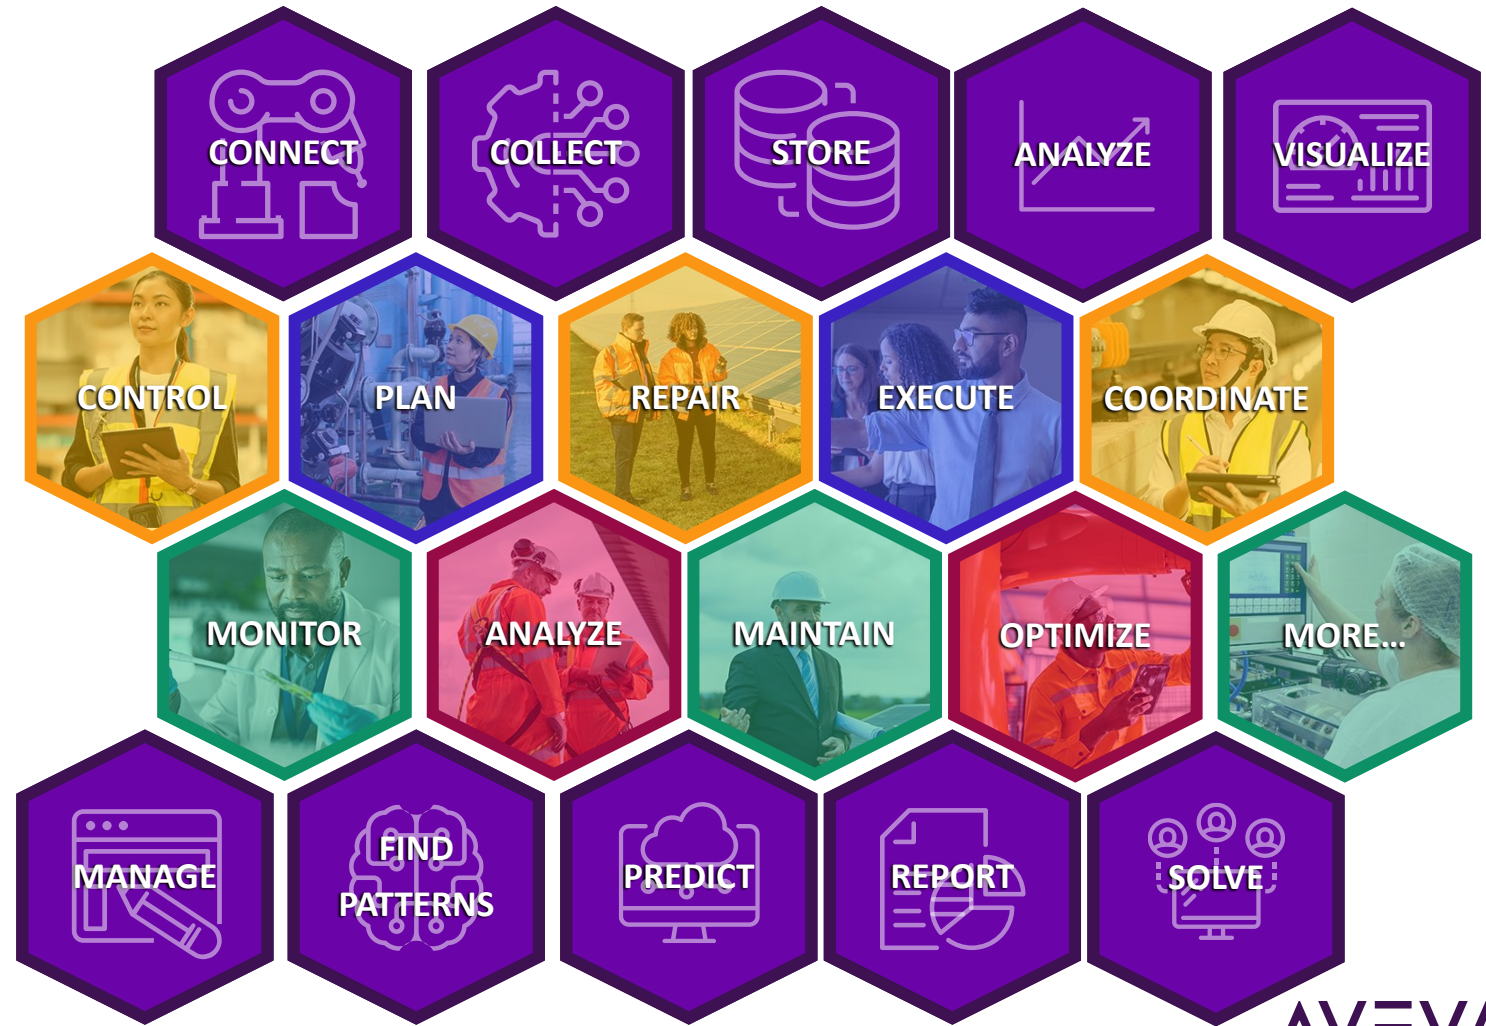 CONNECT
COLLECT
STORE
ANALYZE
VISUALIZE
CONTROL
PLAN
REPAIR
EXECUTE
COORDINATE
MONITOR
ANALYZE
MAINTAIN
OPTIMIZE
MORE...
MANAGE
FIND
PATTERNS
PREDICT
REPORT
SOLVE
AVEVA